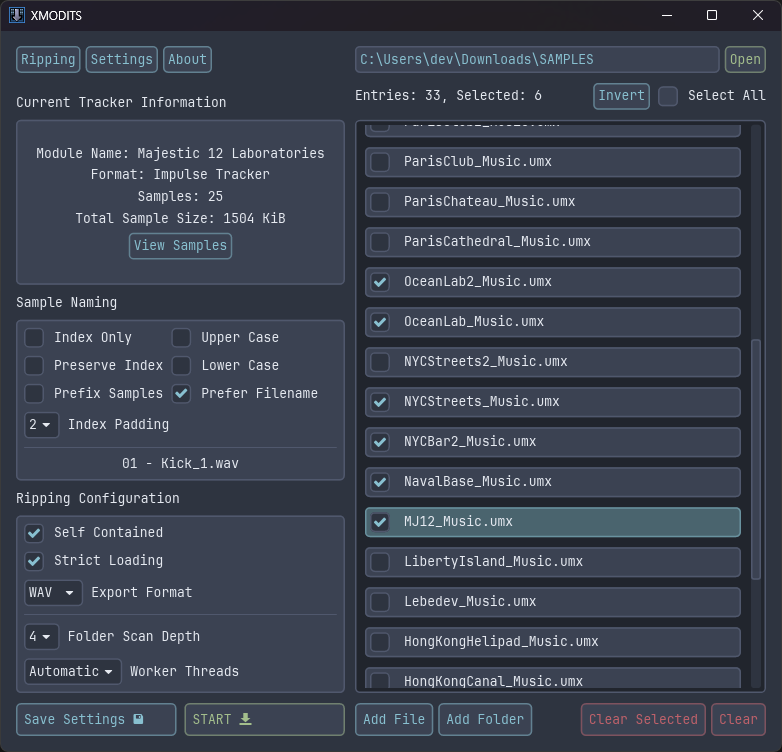 XMODITS
Ripping Settings About
Current Tracker Information
Module Name: Majestic 12 Laboratories
Format: Impulse Tracker
Samples: 25
Total Sample Size: 1504 KiB
View Samples
Sample Naming
Index Only Upper Case
Preserve Index Lower Case
Prefix Samples Prefer Filename
2 Index Padding
01 - Kick_1.wav
Ripping Configuration
Self Contained
Strict Loading
WAV Export Format
4 Folder Scan Depth
Automatic Worker Threads
Save Settings START
C:\Users\dev\Downloads\SAMPLES Open
Entries: 33, Selected: 6 Invert Select All
ParisClub_Music.umx
ParisChateau_Music.umx
ParisCathedral_Music.umx
OceanLab2_Music.umx
OceanLab_Music.umx
NYCStreets2_Music.umx
NYCStreets_Music.umx
NYCBar2_Music.umx
NavalBase_Music.umx
MJ12_Music.umx
LibertyIsland_Music.umx
Lebedev_Music.umx
HongKongHelipad_Music.umx
HongKongCanal_Music.umx
Add File Add Folder Clear Selected Clear